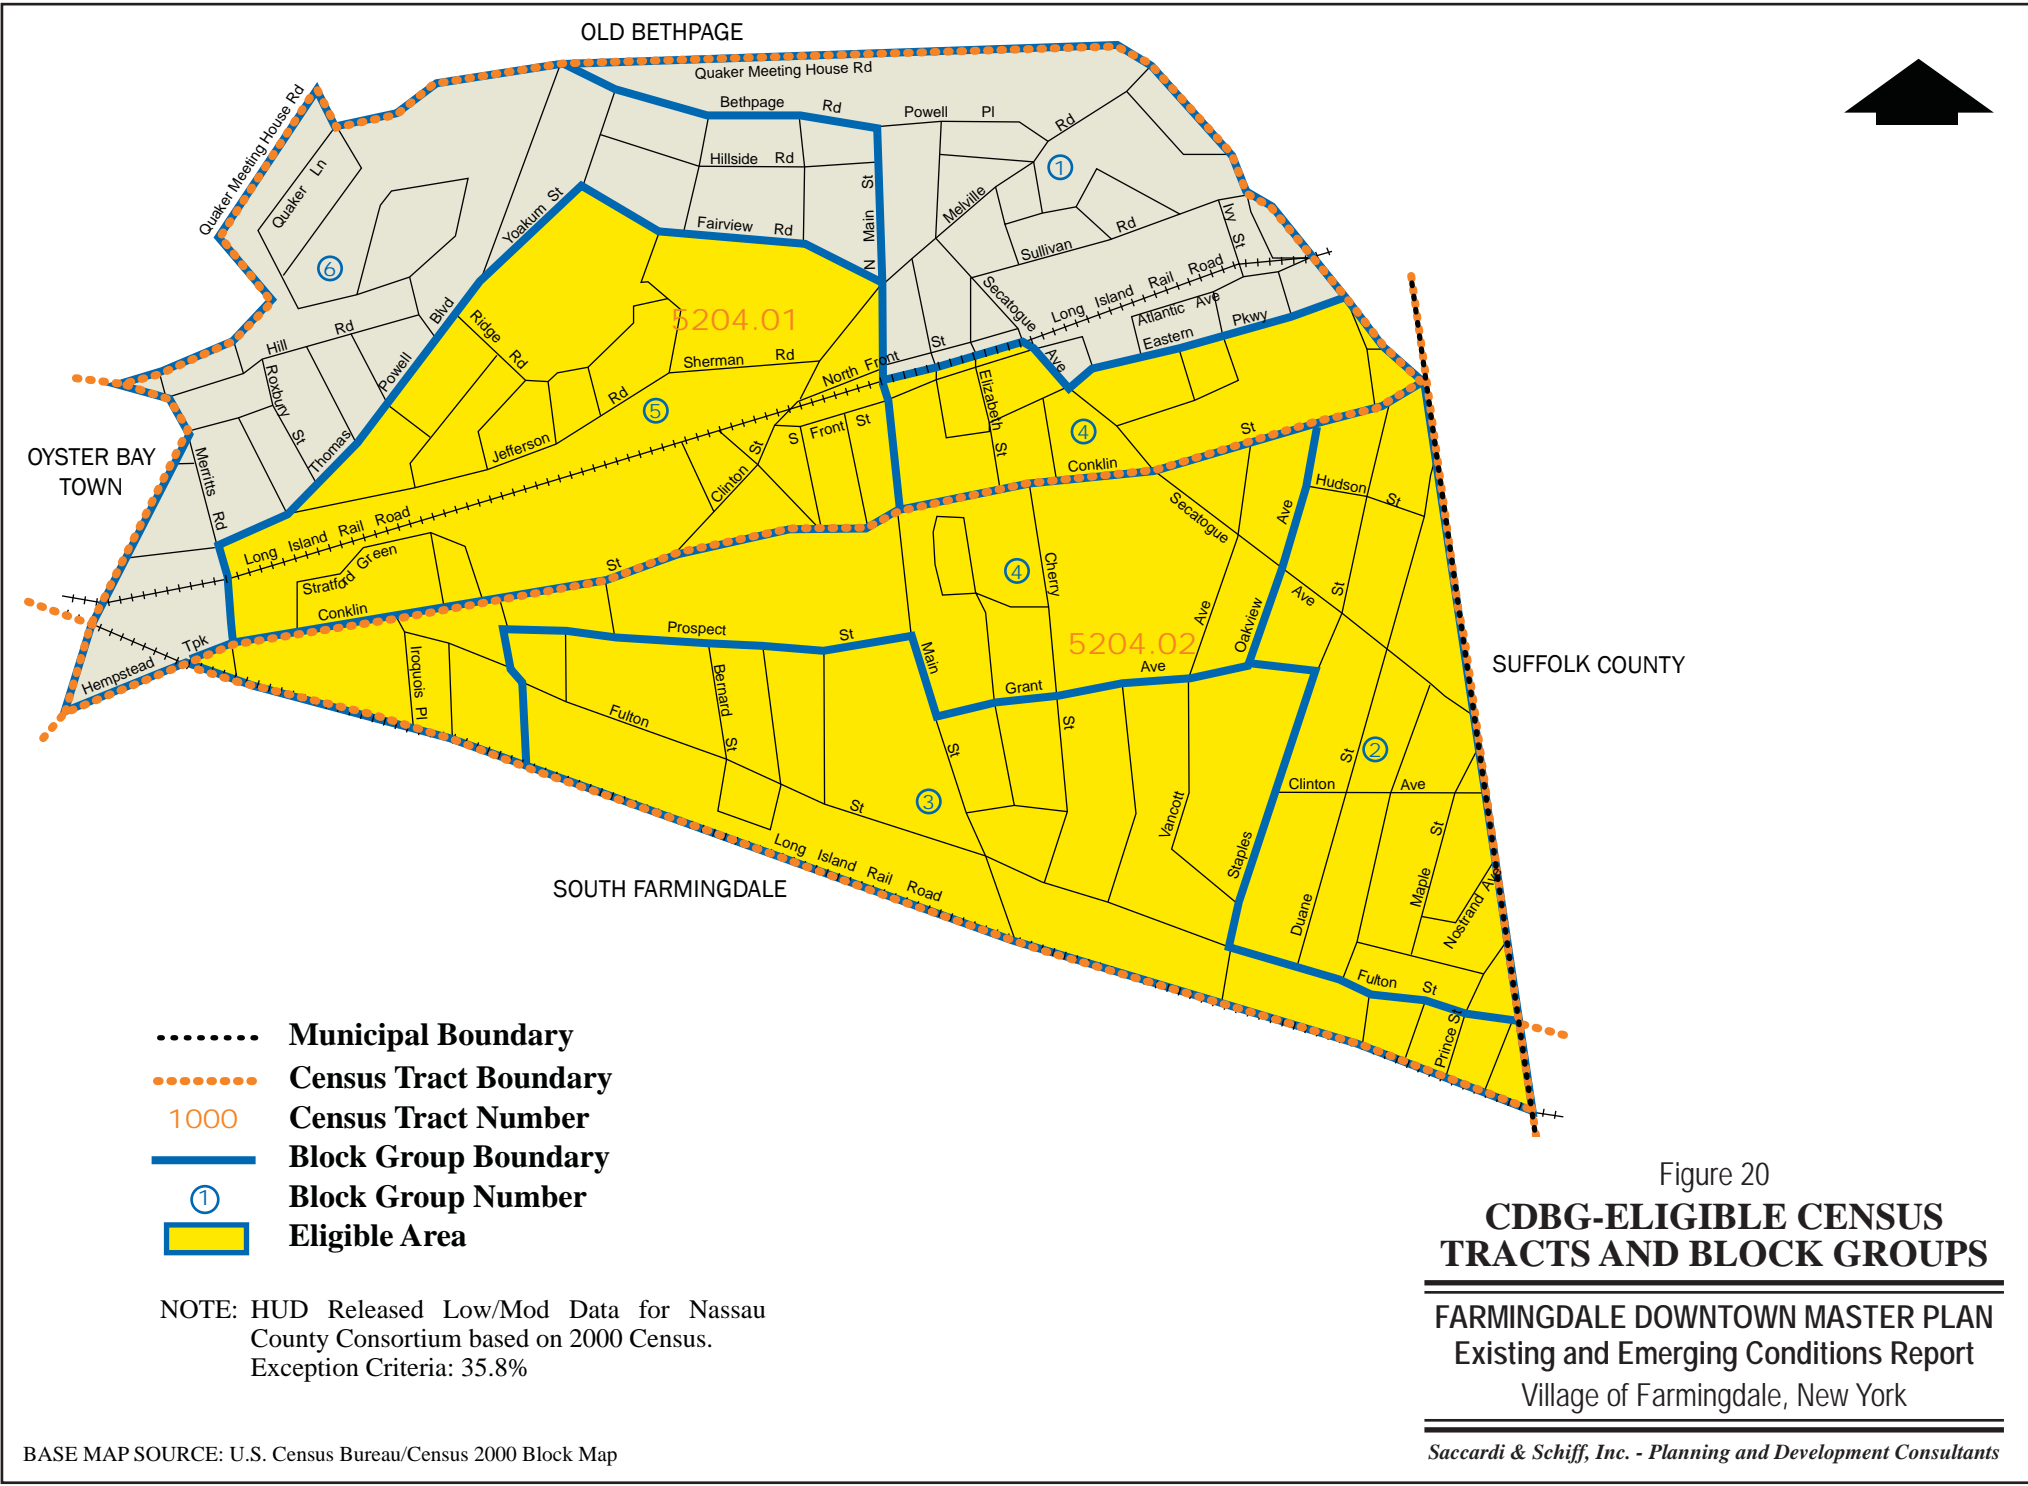 OLD BETHPAGE
Quaker Meeting House Rd
Quaker Meeting House Rd
Bethpage Rd
Powell Pl
Rd
Hillside Rd
1
Quaker Ln
N Main St
Melville
Yoakum St
Fairview Rd
Sullivan Rd
Ivy St
6
Long Island Rail Road
Secatogue Ave
Atlantic Ave
Eastern Pkwy
Thomas Powell Blvd
Ridge Rd
5204.01
Hill Rd
Sherman Rd
North Front St
Roxbury St
Elizabeth St
5
S Front St
4
Jefferson Rd
Conklin St
Clinton St
OYSTER BAY
TOWN
Merritts Rd
Hudson St
Secatogue Ave
Long Island Rail Road
Stratford Green
4
Cherry St
St
Conklin St
Ave
Oakview Ave
Prospect St
5204.02
Hempstead Tpk
Main St
Grant Ave
SUFFOLK COUNTY
Iroquois Pl
Bernard St
Fulton St
2
3
Clinton Ave
Vancott
Staples
Duane St
Maple St
Nostrand Ave
Long Island Rail Road
SOUTH FARMINGDALE
Fulton St
Prince St
Municipal Boundary
Census Tract Boundary
1000 Census Tract Number
Block Group Boundary
1 Block Group Number
Eligible Area
NOTE: HUD Released Low/Mod Data for Nassau
County Consortium based on 2000 Census.
Exception Criteria: 35.8%
BASE MAP SOURCE: U.S. Census Bureau/Census 2000 Block Map
Figure 20
CDBG-ELIGIBLE CENSUS
TRACTS AND BLOCK GROUPS
FARMINGDALE DOWNTOWN MASTER PLAN
Existing and Emerging Conditions Report
Village of Farmingdale, New York
Saccardi & Schiff, Inc. - Planning and Development Consultants